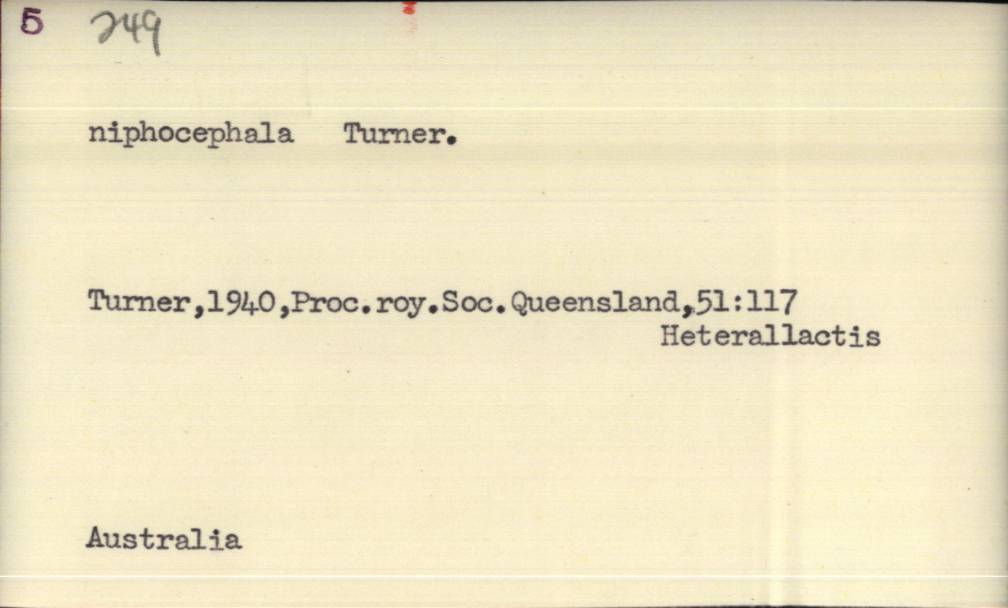 5 249
niphocephala Turner.
Turner,1940,Proc.roy.Soc.Queensland,51:117
Heterallactis
Australia